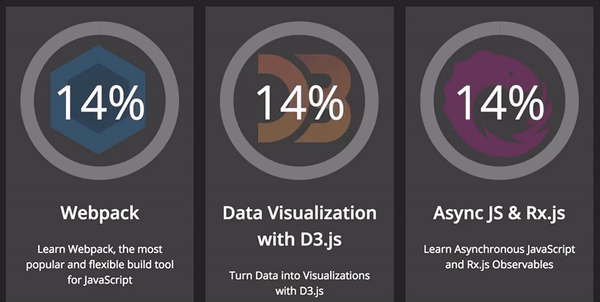 14%
Webpack
Learn Webpack, the most
popular and flexible build tool
for JavaScript
D3
14%
Data Visualization
with D3.js
Turn Data into Visualizations
with D3.js
14%
Async JS & Rx.js
Learn Asynchronous JavaScript
and Rx.js Observables